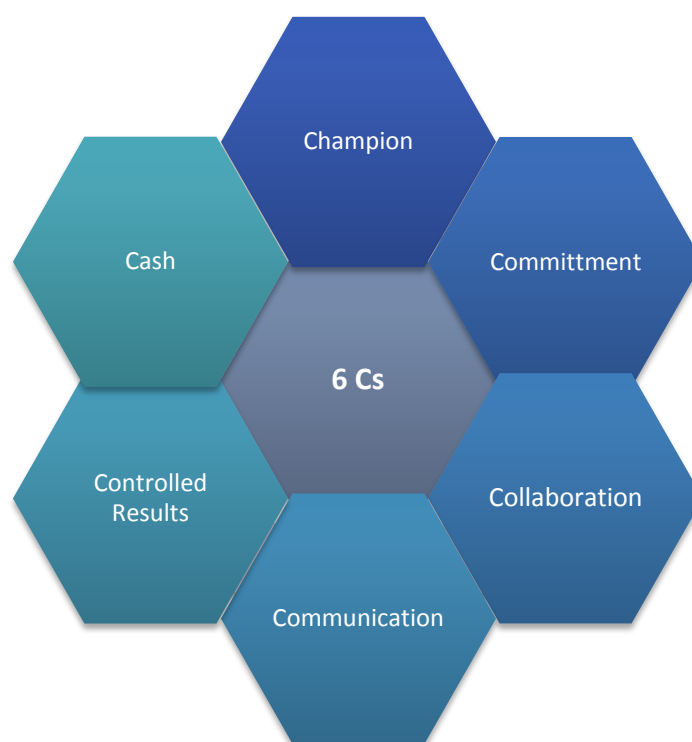 Champion
Cash
Committment
6 Cs
Controlled
Results
Collaboration
Communication